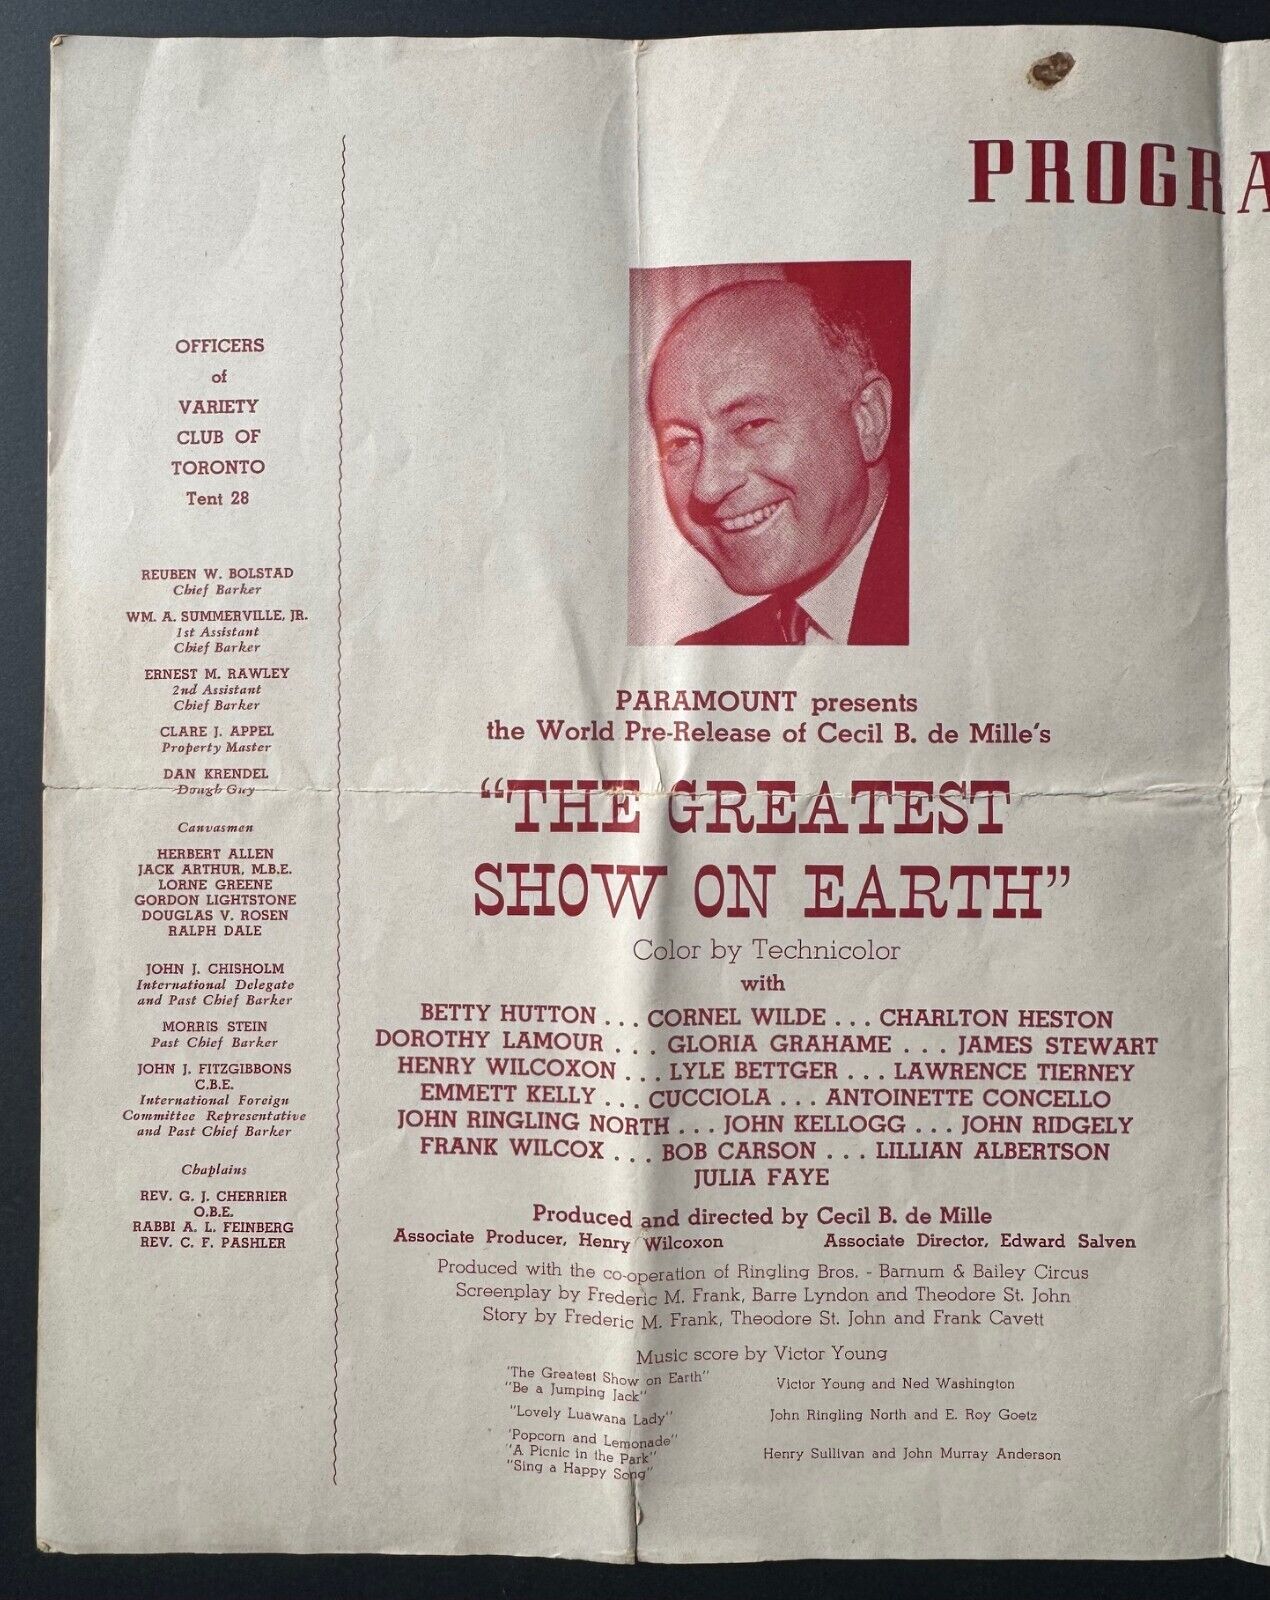 PROGRA
OFFICERS
of
VARIETY
CLUB OF
TORONTO
Tent 28
REUBEN W. BOLSTAD
Chief Barker
WM. A. SUMMERVILLE, JR.
1st Assistant
Chief Barker
ERNEST M. RAWLEY
2nd Assistant
Chief Barker
CLARE J. APPEL
Property Master
DAN KRENDEL
Dough Guy
Canvasmen
HERBERT ALLEN
JACK ARTHUR, M.B.E.
LORNE GREENE
GORDON LIGHTSTONE
DOUGLAS V. ROSEN
RALPH DALE
JOHN J. CHISHOLM
International Delegate
and Past Chief Barker
MORRIS STEIN
Past Chief Barker
JOHN J. FITZGIBBONS
C.B.E.
International Foreign
Committee Representative
and Past Chief Barker
Chaplains
REV. G. J. CHERRIER
O.B.E.
RABBI A. L. FEINBERG
REV. C. F. PASHLER
PARAMOUNT presents
the World Pre-Release of Cecil B. de Mille's
"THE GREATEST
SHOW ON EARTH"
Color by Technicolor
with
BETTY HUTTON . . . CORNEL WILDE . . . CHARLTON HESTON
DOROTHY LAMOUR . . . GLORIA GRAHAME . . . JAMES STEWART
HENRY WILCOXON . . . LYLE BETTGER . . . LAWRENCE TIERNEY
EMMETT KELLY . . . CUCCIOLA . . . ANTOINETTE CONCELLO
JOHN RINGLING NORTH . . . JOHN KELLOGG . . . JOHN RIDGELY
FRANK WILCOX . . . BOB CARSON . . . LILLIAN ALBERTSON
JULIA FAYE
Produced and directed by Cecil B. de Mille
Associate Producer, Henry Wilcoxon Associate Director, Edward Salven
Produced with the co-operation of Ringling Bros. - Barnum & Bailey Circus
Screenplay by Frederic M. Frank, Barre Lyndon and Theodore St. John
Story by Frederic M. Frank, Theodore St. John and Frank Cavett
Music score by Victor Young
'The Greatest Show on Earth"
"Be a Jumping Jack" Victor Young and Ned Washington
"Lovely Luawana Lady" John Ringling North and E. Roy Goetz
'Popcorn and Lemonade"
"A Picnic in the Park" Henry Sullivan and John Murray Anderson
"Sing a Happy Song"